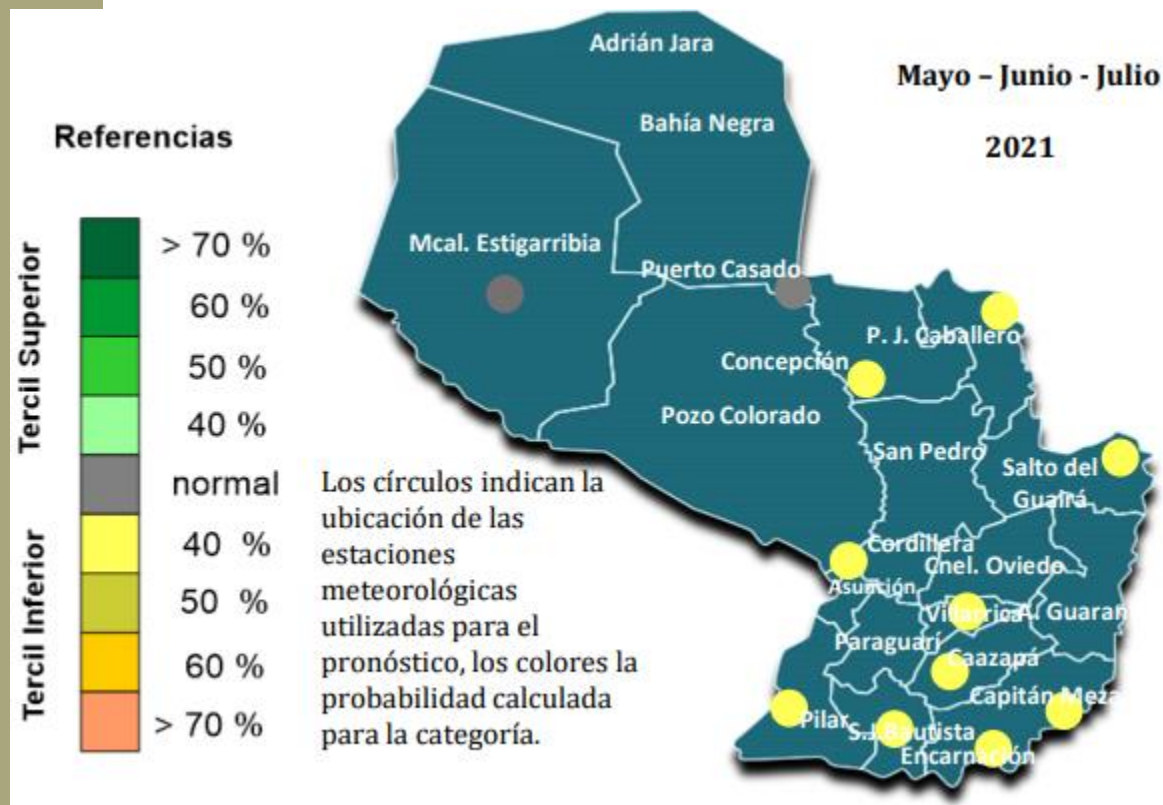 Mayo – Junio - Julio
2021
Referencias
Tercil Superior
> 70 %
60 %
50 %
40 %
normal
Tercil Inferior
40 %
50 %
60 %
> 70 %
Los círculos indican la
ubicación de las
estaciones
meteorológicas
utilizadas para el
pronóstico, los colores la
probabilidad calculada
para la categoría.
Adrián Jara
Bahía Negra
Mcal. Estigarribia
Puerto Casado
P. J. Caballero
Concepción
Pozo Colorado
San Pedro
Salto del
Guairá
Cordillera
Cnel. Oviedo
Asunción
Villarrica
A. Guaran
Paraguarí
Caazapá
Capitán Meza
Pilar
S.J.Bautista
Encarnación